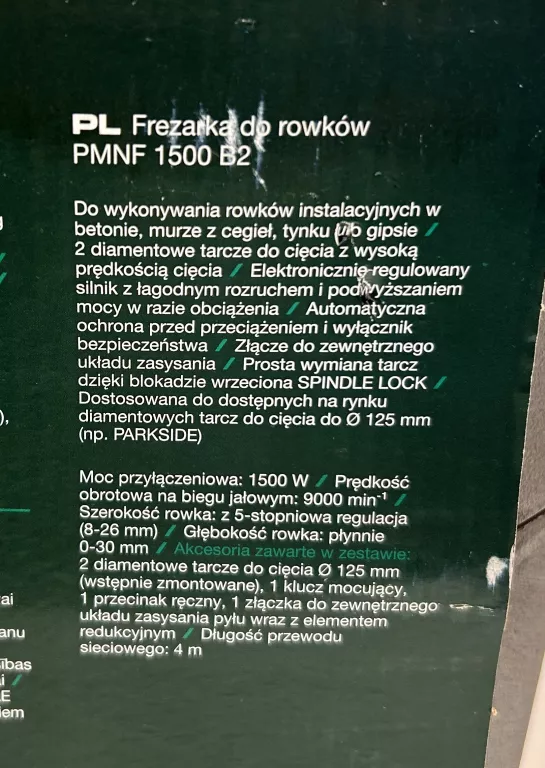 PL Frezarka do rowków
PMNF 1500 B2
Do wykonywania rowków instalacyjnych w
betonie, murze z cegieł, tynku lub gipsie /
2 diamentowe tarcze do cięcia z wysoką
prędkością cięcia / Elektronicznie regulowany
silnik z łagodnym rozruchem i podwyższaniem
mocy w razie obciążenia / Automatyczna
ochrona przed przeciążeniem i wyłącznik
bezpieczeństwa / Złącze do zewnętrznego
układu zasysania / Prosta wymiana tarcz
dzięki blokadzie wrzeciona SPINDLE LOCK /
Dostosowana do dostępnych na rynku
diamentowych tarcz do cięcia do Ø 125 mm
(np. PARKSIDE)
Moc przyłączeniowa: 1500 W / Prędkość
obrotowa na biegu jałowym: 9000 min⁻¹ /
Szerokość rowka: z 5-stopniowa regulacja
(8-26 mm) / Głębokość rowka: płynnie
0-30 mm / Akcesoria zawarte w zestawie:
2 diamentowe tarcze do cięcia Ø 125 mm
(wstępnie zmontowane), 1 klucz mocujący,
1 przecinak ręczny, 1 złączka do zewnętrznego
układu zasysania pyłu wraz z elementem
redukcyjnym / Długość przewodu
sieciowego: 4 m